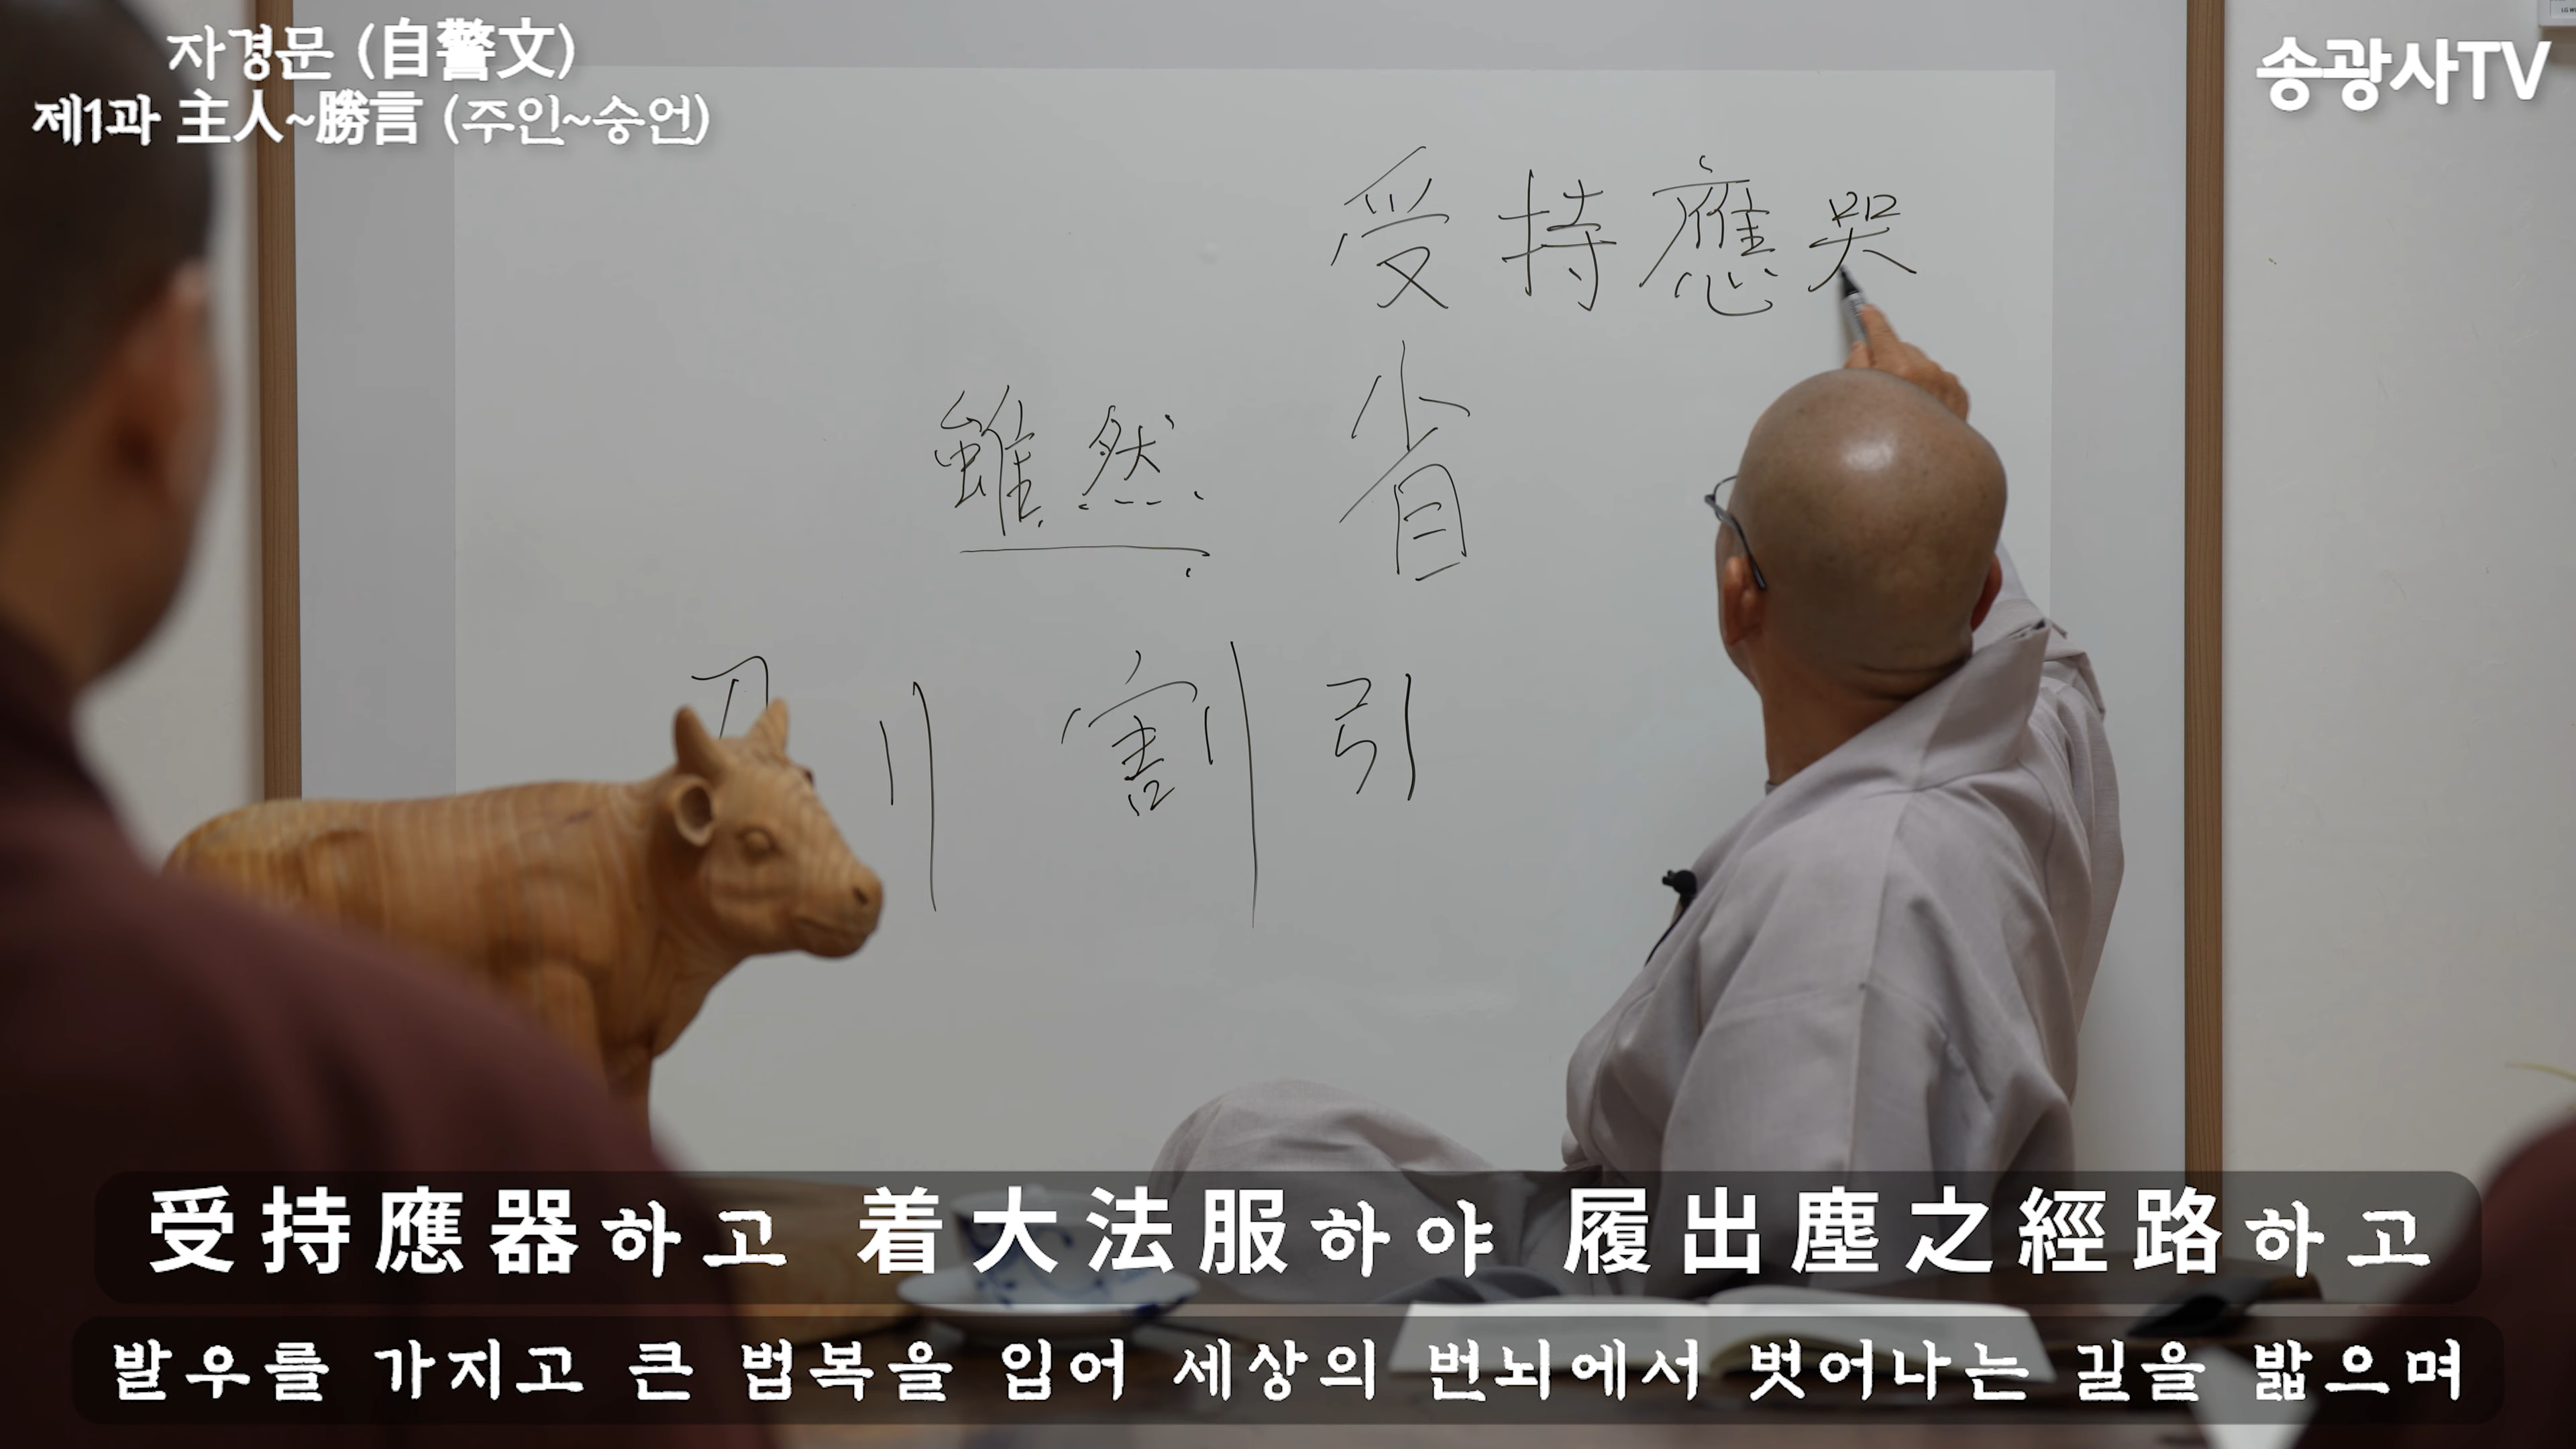 자경문 (自警文)
제1과 主人~勝言 (주인~승언)
송광사TV
受持應哭
雖然 省
刀 刂 割引
受持應器하고 着大法服하야 履出塵之經路하고
발우를 가지고 큰 법복을 입어 세상의 번뇌에서 벗어나는 길을 밟으며